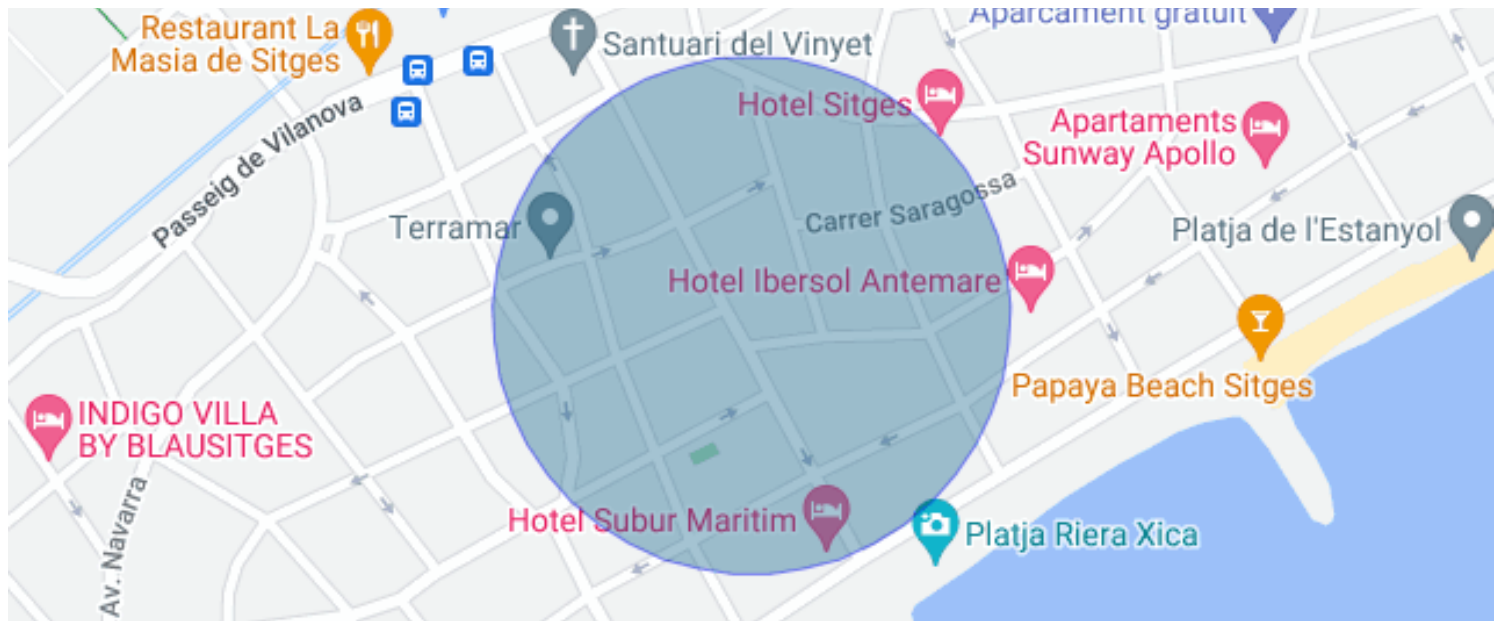 Restaurant La
Masia de Sitges
Santuari del Vinyet
Aparcament gratuït
Hotel Sitges
Apartaments
Sunway Apollo
Passeig de Vilanova
Terramar
Carrer Saragossa
Platja de l'Estanyol
Hotel Ibersol Antemare
Papaya Beach Sitges
INDIGO VILLA
BY BLAUSITGES
Av. Navarra
Hotel Subur Maritim
Platja Riera Xica